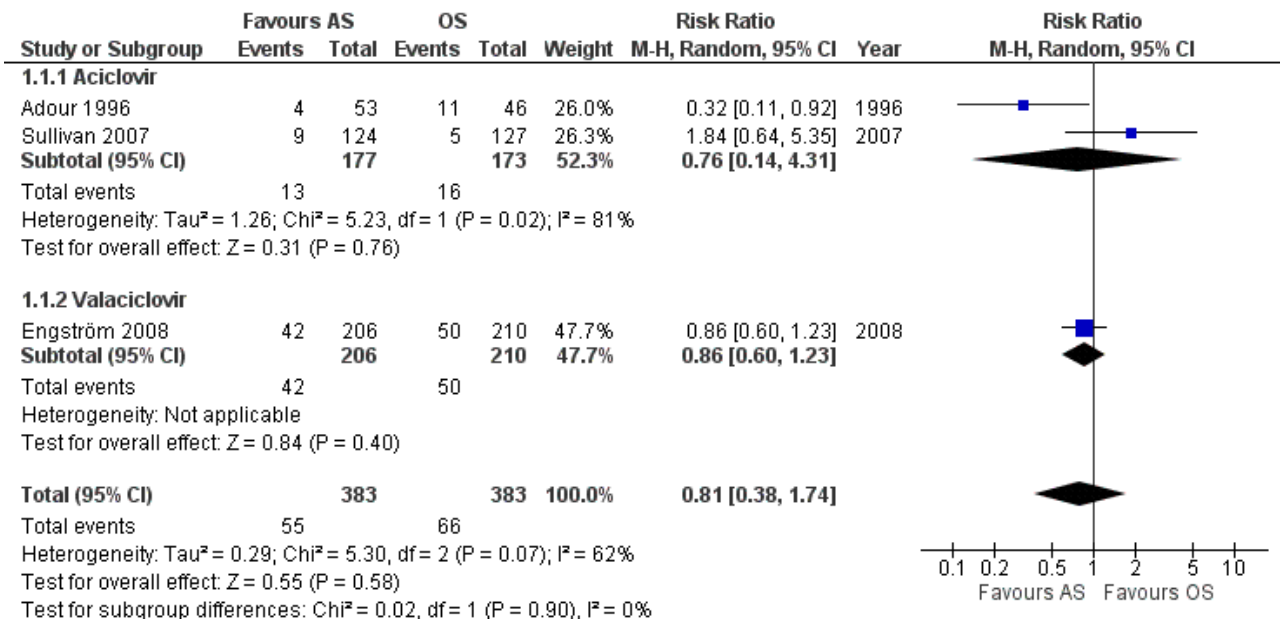 Favours AS OS Risk Ratio Risk Ratio
Study or Subgroup Events Total Events Total Weight M-H, Random, 95% CI Year M-H, Random, 95% CI
1.1.1 Aciclovir
Adour 1996 4 53 11 46 26.0% 0.32 [0.11, 0.92] 1996
Sullivan 2007 9 124 5 127 26.3% 1.84 [0.64, 5.35] 2007
Subtotal (95% CI) 177 173 52.3% 0.76 [0.14, 4.31]
Total events 13 16
Heterogeneity: Tau² = 1.26; Chi² = 5.23, df = 1 (P = 0.02); I² = 81%
Test for overall effect: Z = 0.31 (P = 0.76)
1.1.2 Valaciclovir
Engström 2008 42 206 50 210 47.7% 0.86 [0.60, 1.23] 2008
Subtotal (95% CI) 206 210 47.7% 0.86 [0.60, 1.23]
Total events 42 50
Heterogeneity: Not applicable
Test for overall effect: Z = 0.84 (P = 0.40)
Total (95% CI) 383 383 100.0% 0.81 [0.38, 1.74]
Total events 55 66
Heterogeneity: Tau² = 0.29; Chi² = 5.30, df = 2 (P = 0.07); I² = 62%
Test for overall effect: Z = 0.55 (P = 0.58)
Test for subgroup differences: Chi² = 0.02, df = 1 (P = 0.90), I² = 0%
0.1 0.2 0.5 1 2 5 10
Favours AS Favours OS